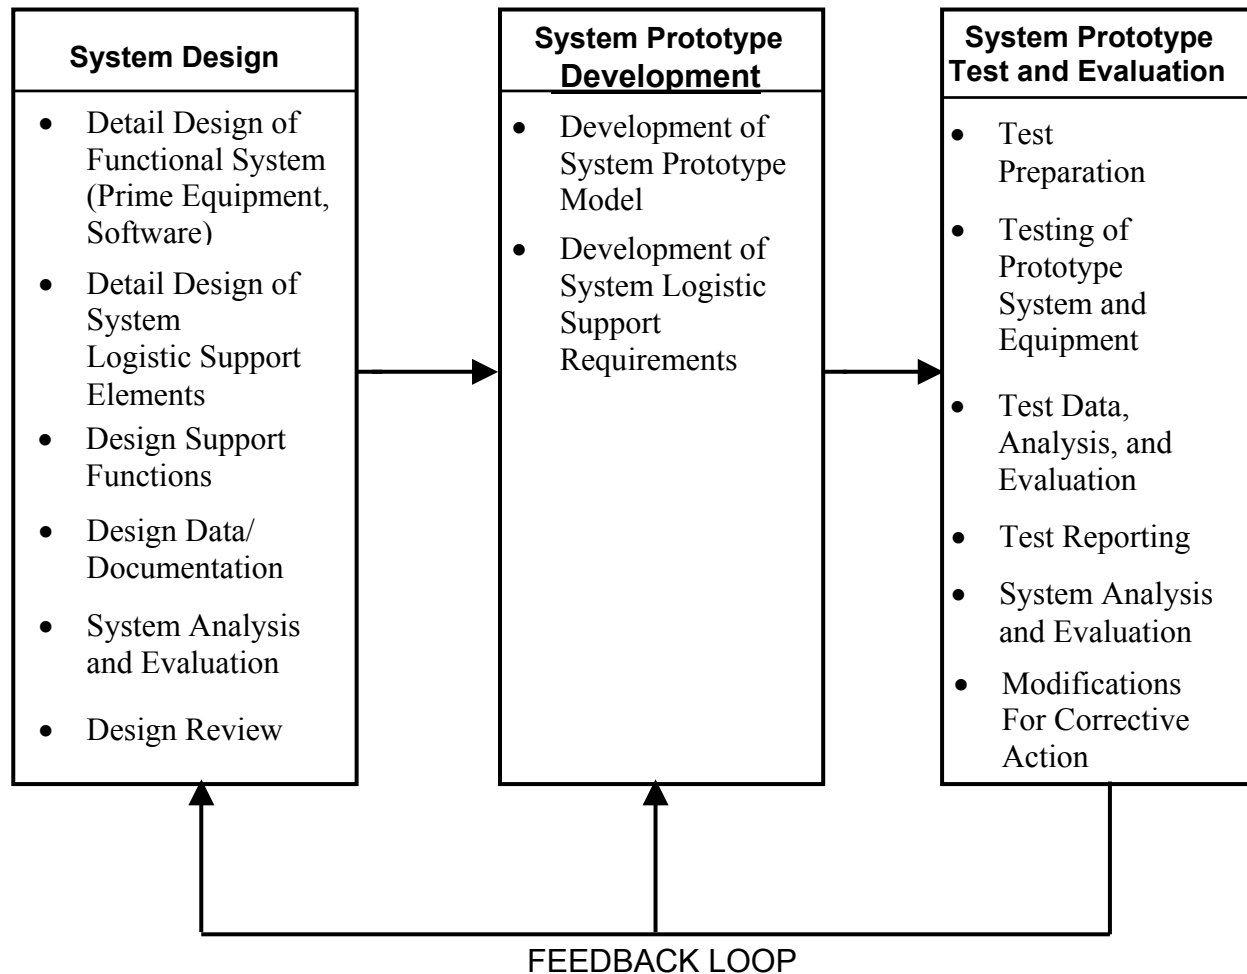 System Design
• Detail Design of
Functional System
(Prime Equipment,
Software)
• Detail Design of
System
Logistic Support
Elements
• Design Support
Functions
• Design Data/
Documentation
• System Analysis
and Evaluation
• Design Review
System Prototype
Development
• Development of
System Prototype
Model
• Development of
System Logistic
Support
Requirements
System Prototype
Test and Evaluation
• Test
Preparation
• Testing of
Prototype
System and
Equipment
• Test Data,
Analysis, and
Evaluation
• Test Reporting
• System Analysis
and Evaluation
• Modifications
For Corrective
Action
FEEDBACK LOOP